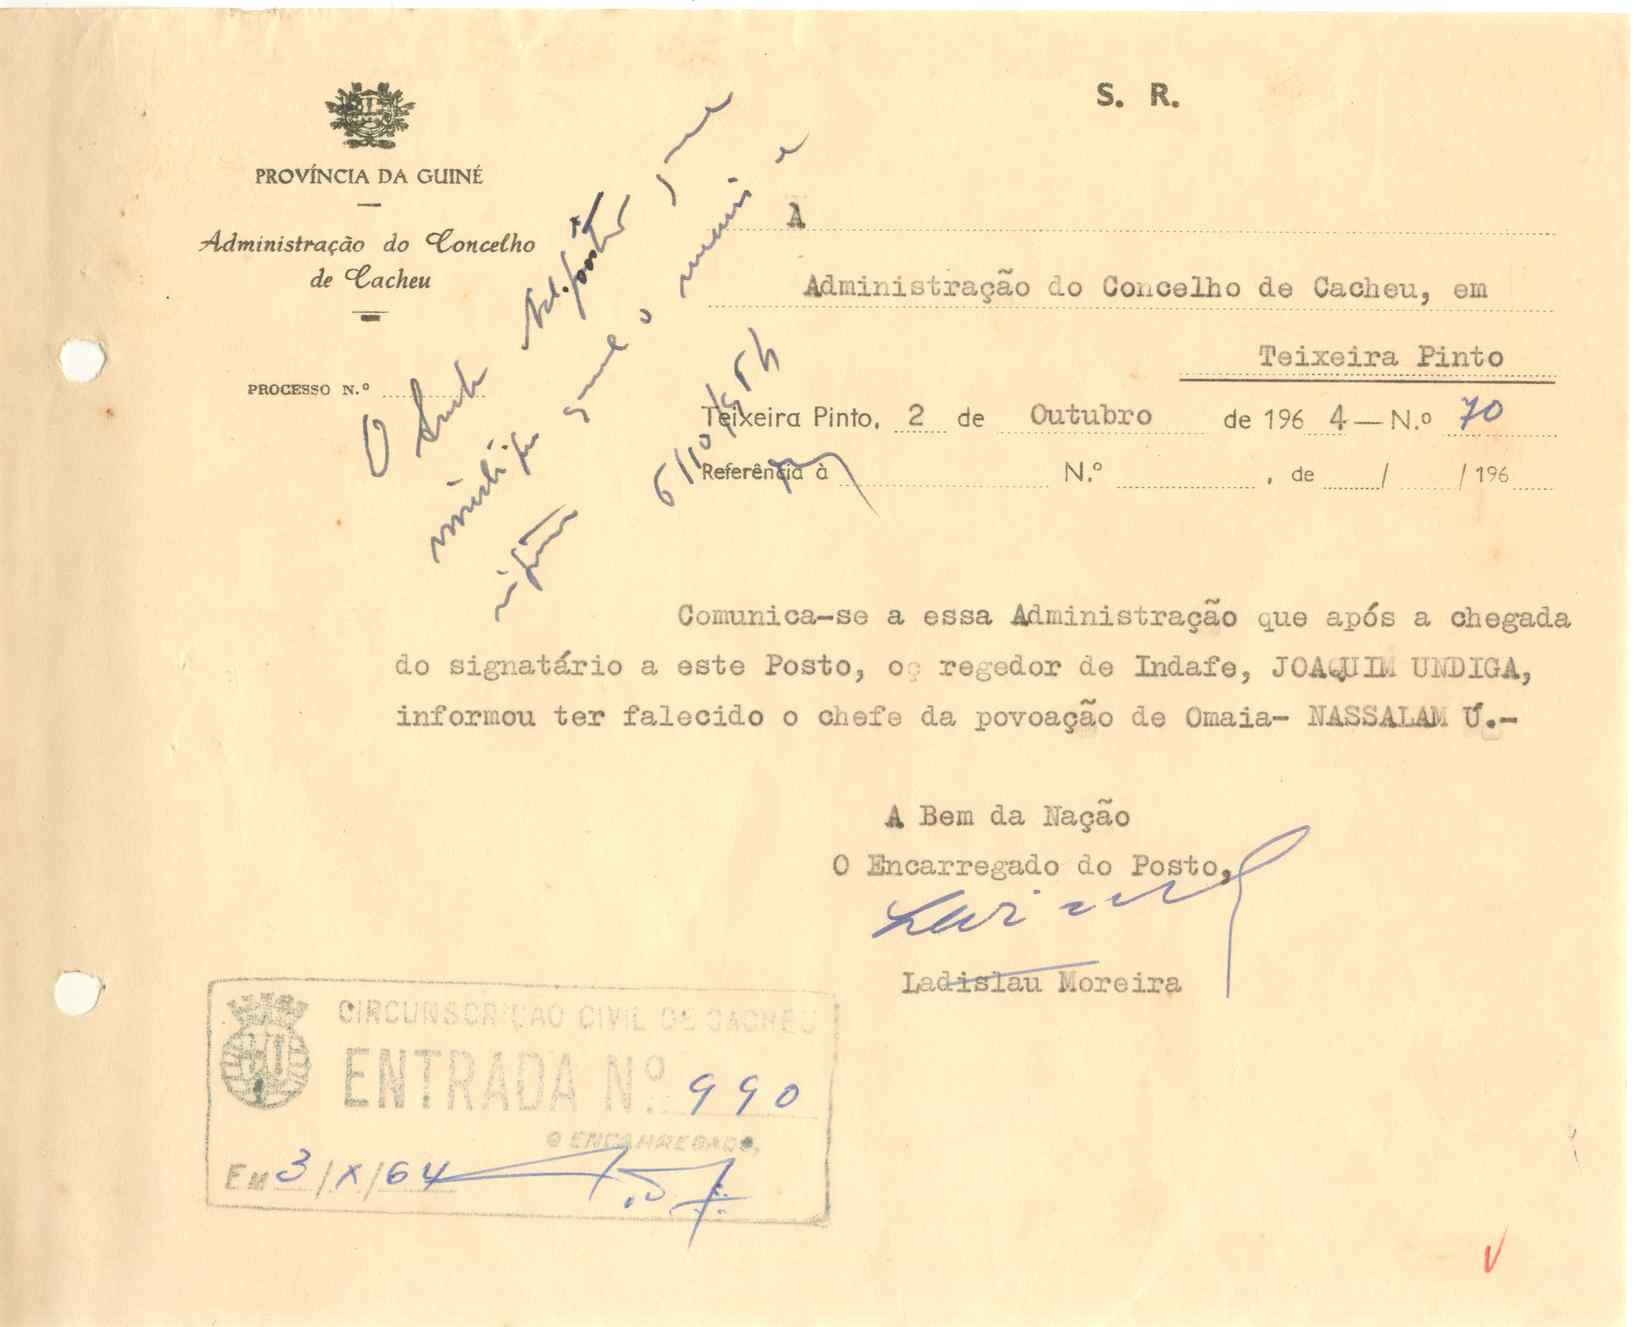 S. R.
PROVÍNCIA DA GUINÉ
Administração do Concelho
de Cacheu
PROCESSO N.º
A
Administração do Concelho de Cacheu, em
Teixeira Pinto
Teixeira Pinto, 2 de Outubro de 1964 — N.º 70
Referência à N.º , de / / 196
O
6/10/964
Comunica-se a essa Administração que após a chegada
do signatário a este Posto, o regedor de Indafe, JOAQUIM UNDIGA,
informou ter falecido o chefe da povoação de Omaia- NASSALAM Ú.-
A Bem da Nação
O Encarregado do Posto,
Ladislau Moreira
CIRCUNSCRIÇÃO CIVIL DE CACHEU
ENTRADA N.º 990
O ENCARREGADO,
EM 3/X/64